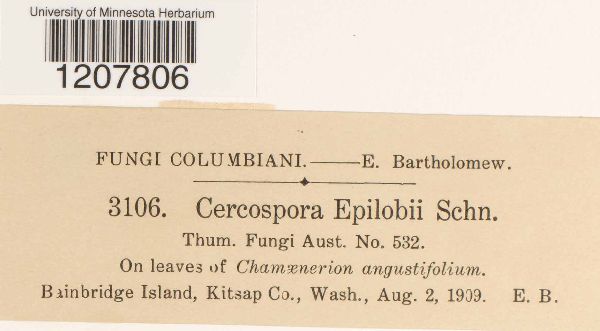 University of Minnesota Herbarium
1207806
FUNGI COLUMBIANI.—E. Bartholomew.
3106. Cercospora Epilobii Schn.
Thum. Fungi Aust. No. 532.
On leaves of Chamænerion angustifolium.
Bainbridge Island, Kitsap Co., Wash., Aug. 2, 1909. E. B.